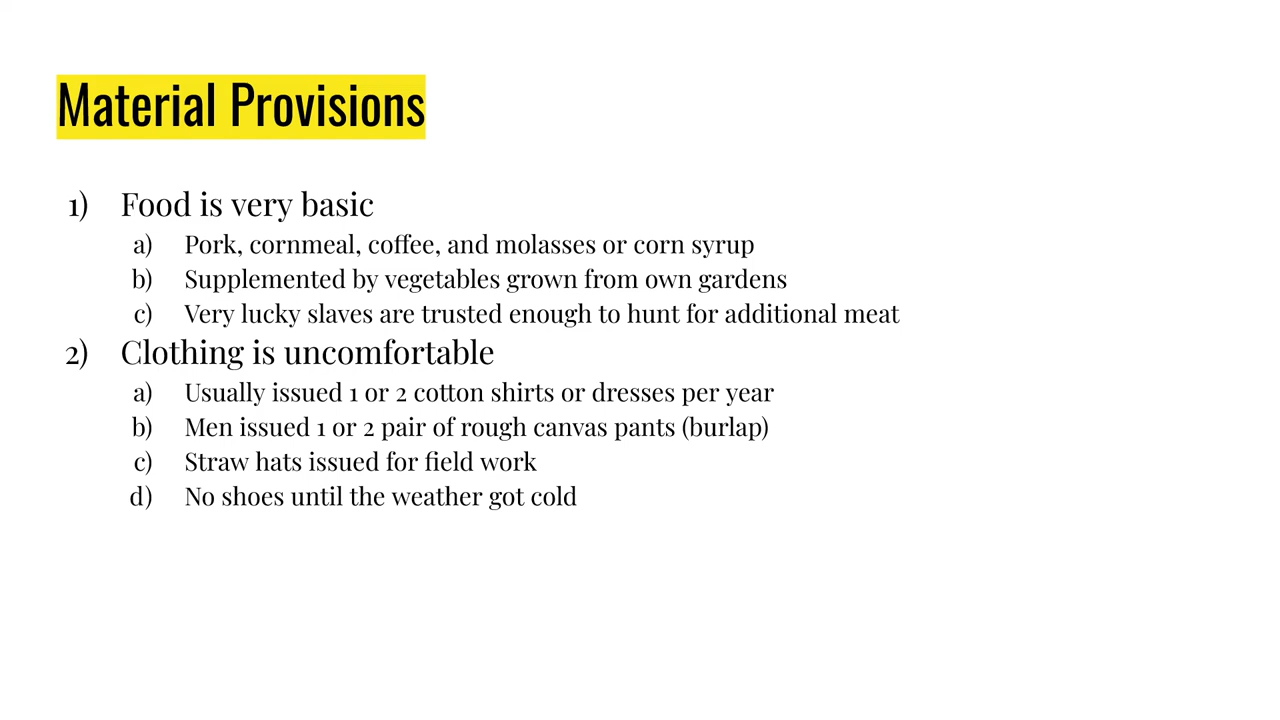 Material Provisions
1) Food is very basic
a) Pork, cornmeal, coffee, and molasses or corn syrup
b) Supplemented by vegetables grown from own gardens
c) Very lucky slaves are trusted enough to hunt for additional meat
2) Clothing is uncomfortable
a) Usually issued 1 or 2 cotton shirts or dresses per year
b) Men issued 1 or 2 pair of rough canvas pants (burlap)
c) Straw hats issued for field work
d) No shoes until the weather got cold